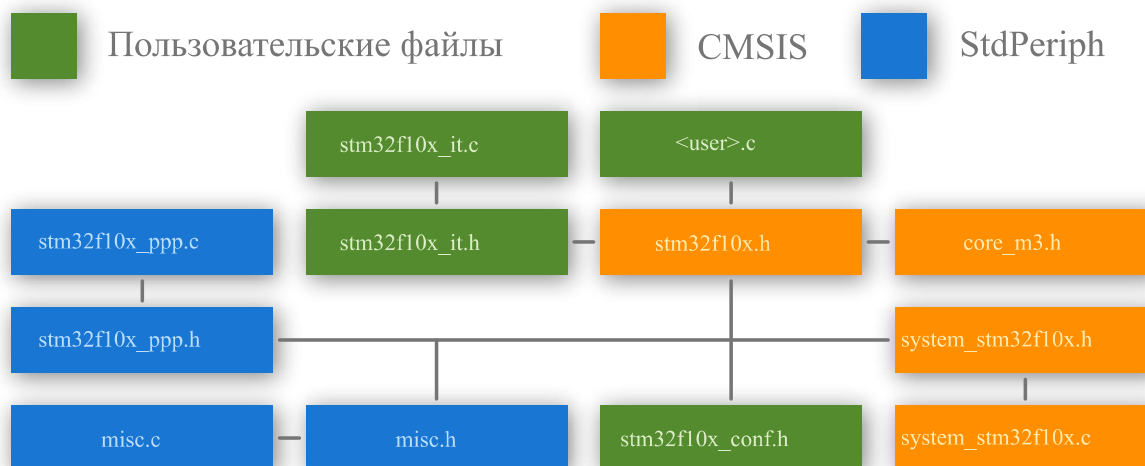 Пользовательские файлы CMSIS StdPeriph
stm32f10x_it.c <user>.c
stm32f10x_ppp.c stm32f10x_it.h stm32f10x.h core_m3.h
stm32f10x_ppp.h system_stm32f10x.h
misc.c misc.h stm32f10x_conf.h system_stm32f10x.c